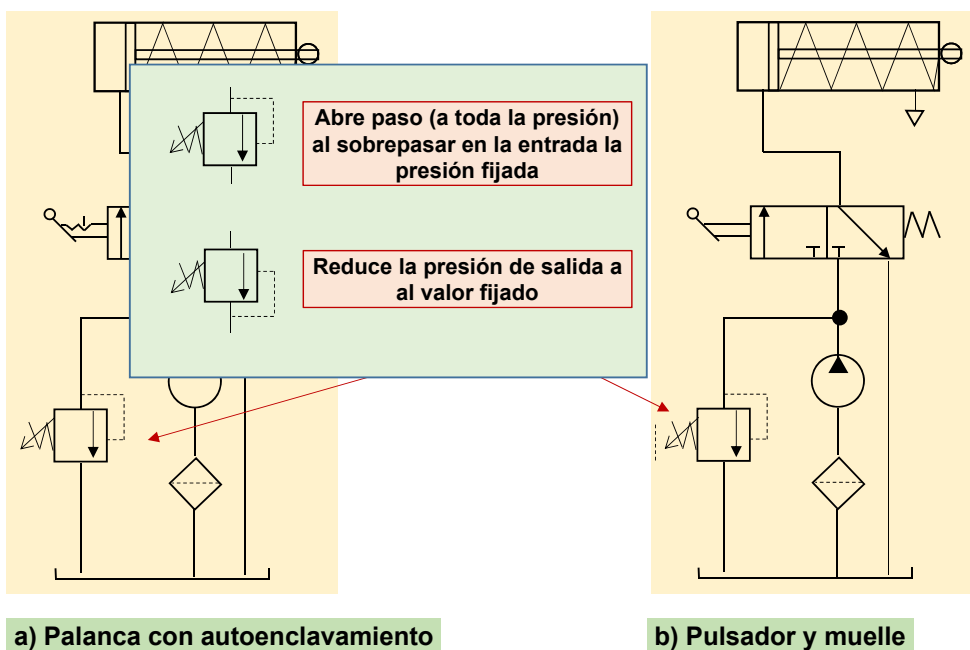 Abre paso (a toda la presión)
al sobrepasar en la entrada la
presión fijada
Reduce la presión de salida a
al valor fijado
a) Palanca con autoenclavamiento
b) Pulsador y muelle